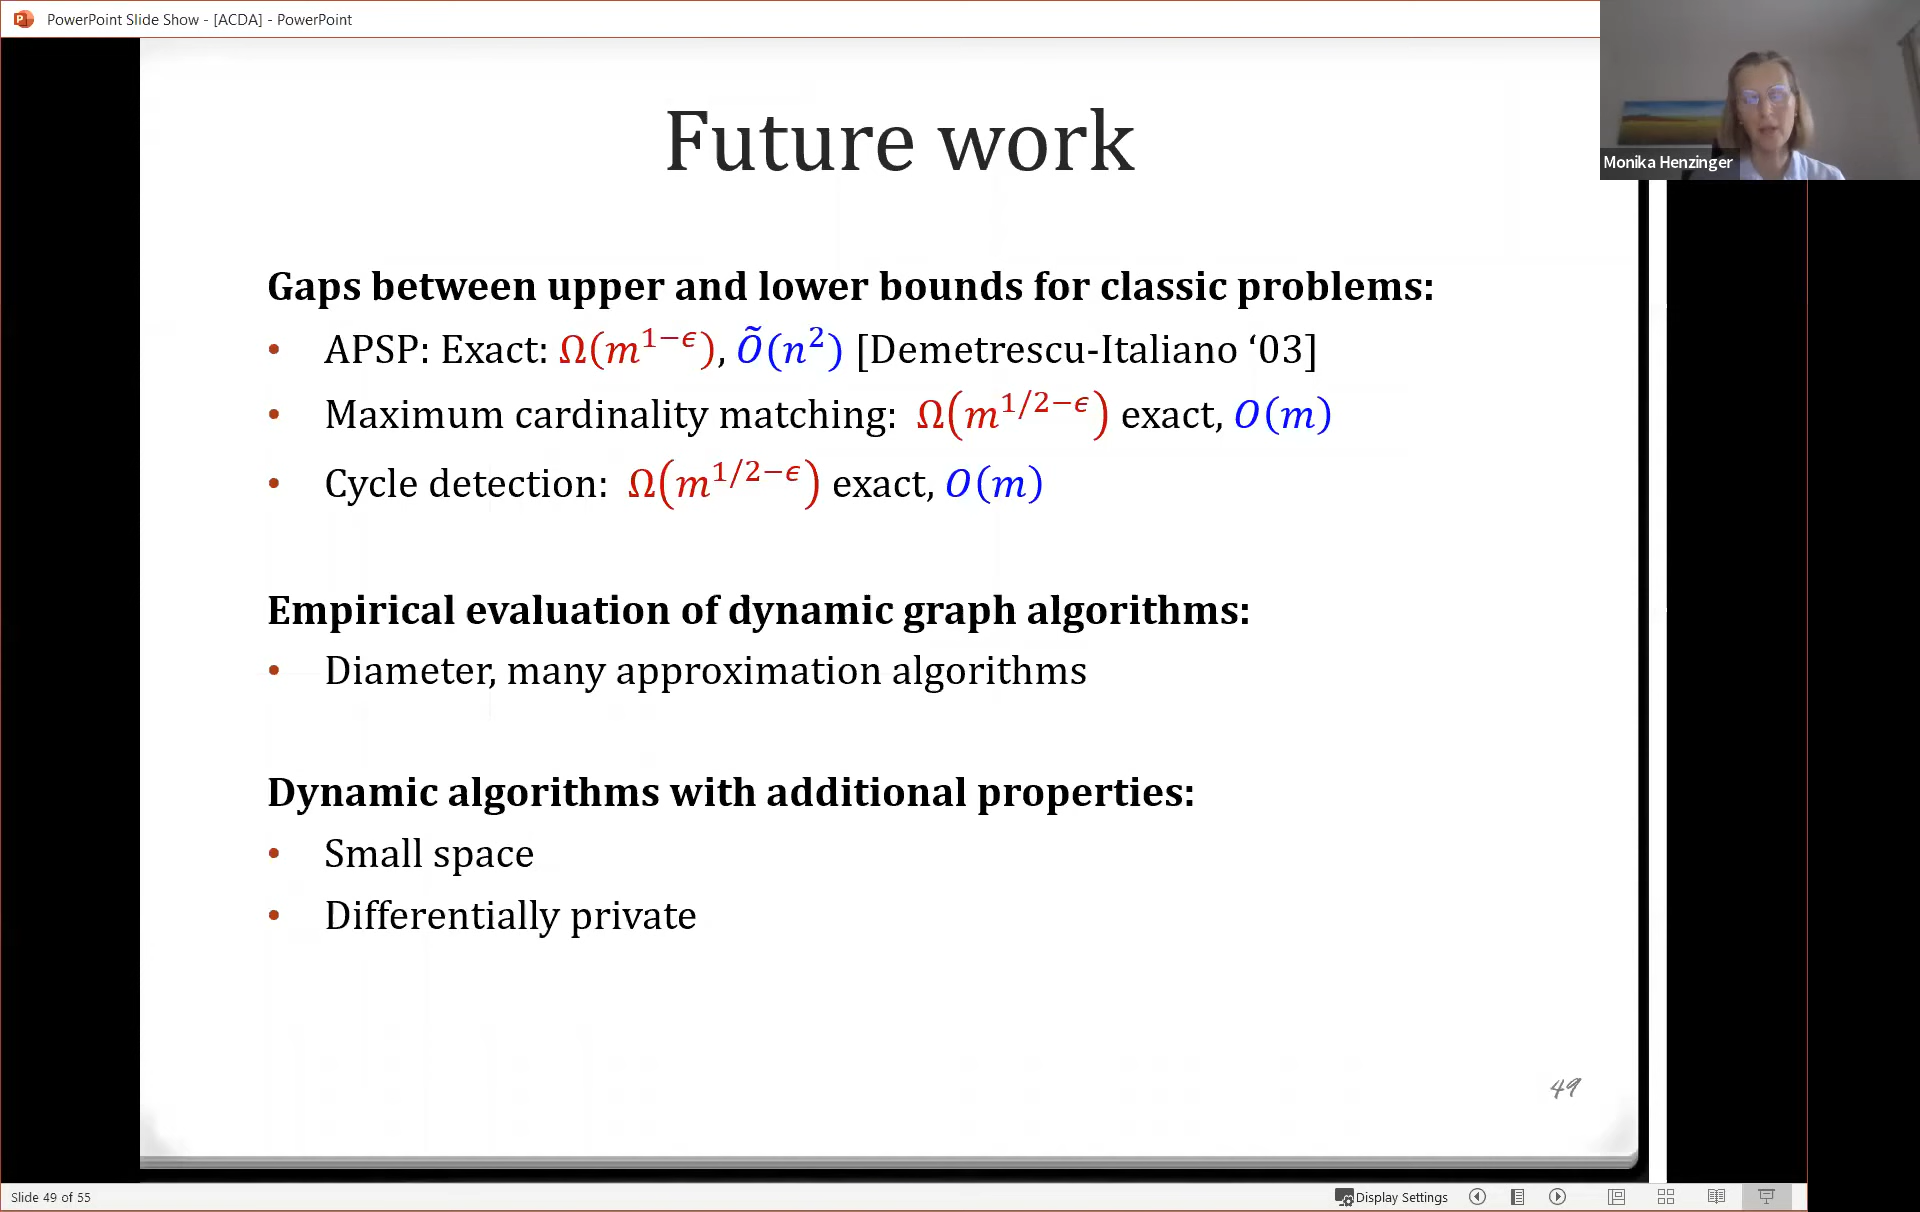 PowerPoint Slide Show - [ACDA] - PowerPoint
Monika Henzinger
Future work
Gaps between upper and lower bounds for classic problems:
• APSP: Exact: Ω(m^{1−ϵ}), Õ(n²) [Demetrescu-Italiano ‘03]
• Maximum cardinality matching: Ω(m^{1/2−ϵ}) exact, O(m)
• Cycle detection: Ω(m^{1/2−ϵ}) exact, O(m)
Empirical evaluation of dynamic graph algorithms:
• Diameter, many approximation algorithms
Dynamic algorithms with additional properties:
• Small space
• Differentially private
49
Slide 49 of 55
Display Settings